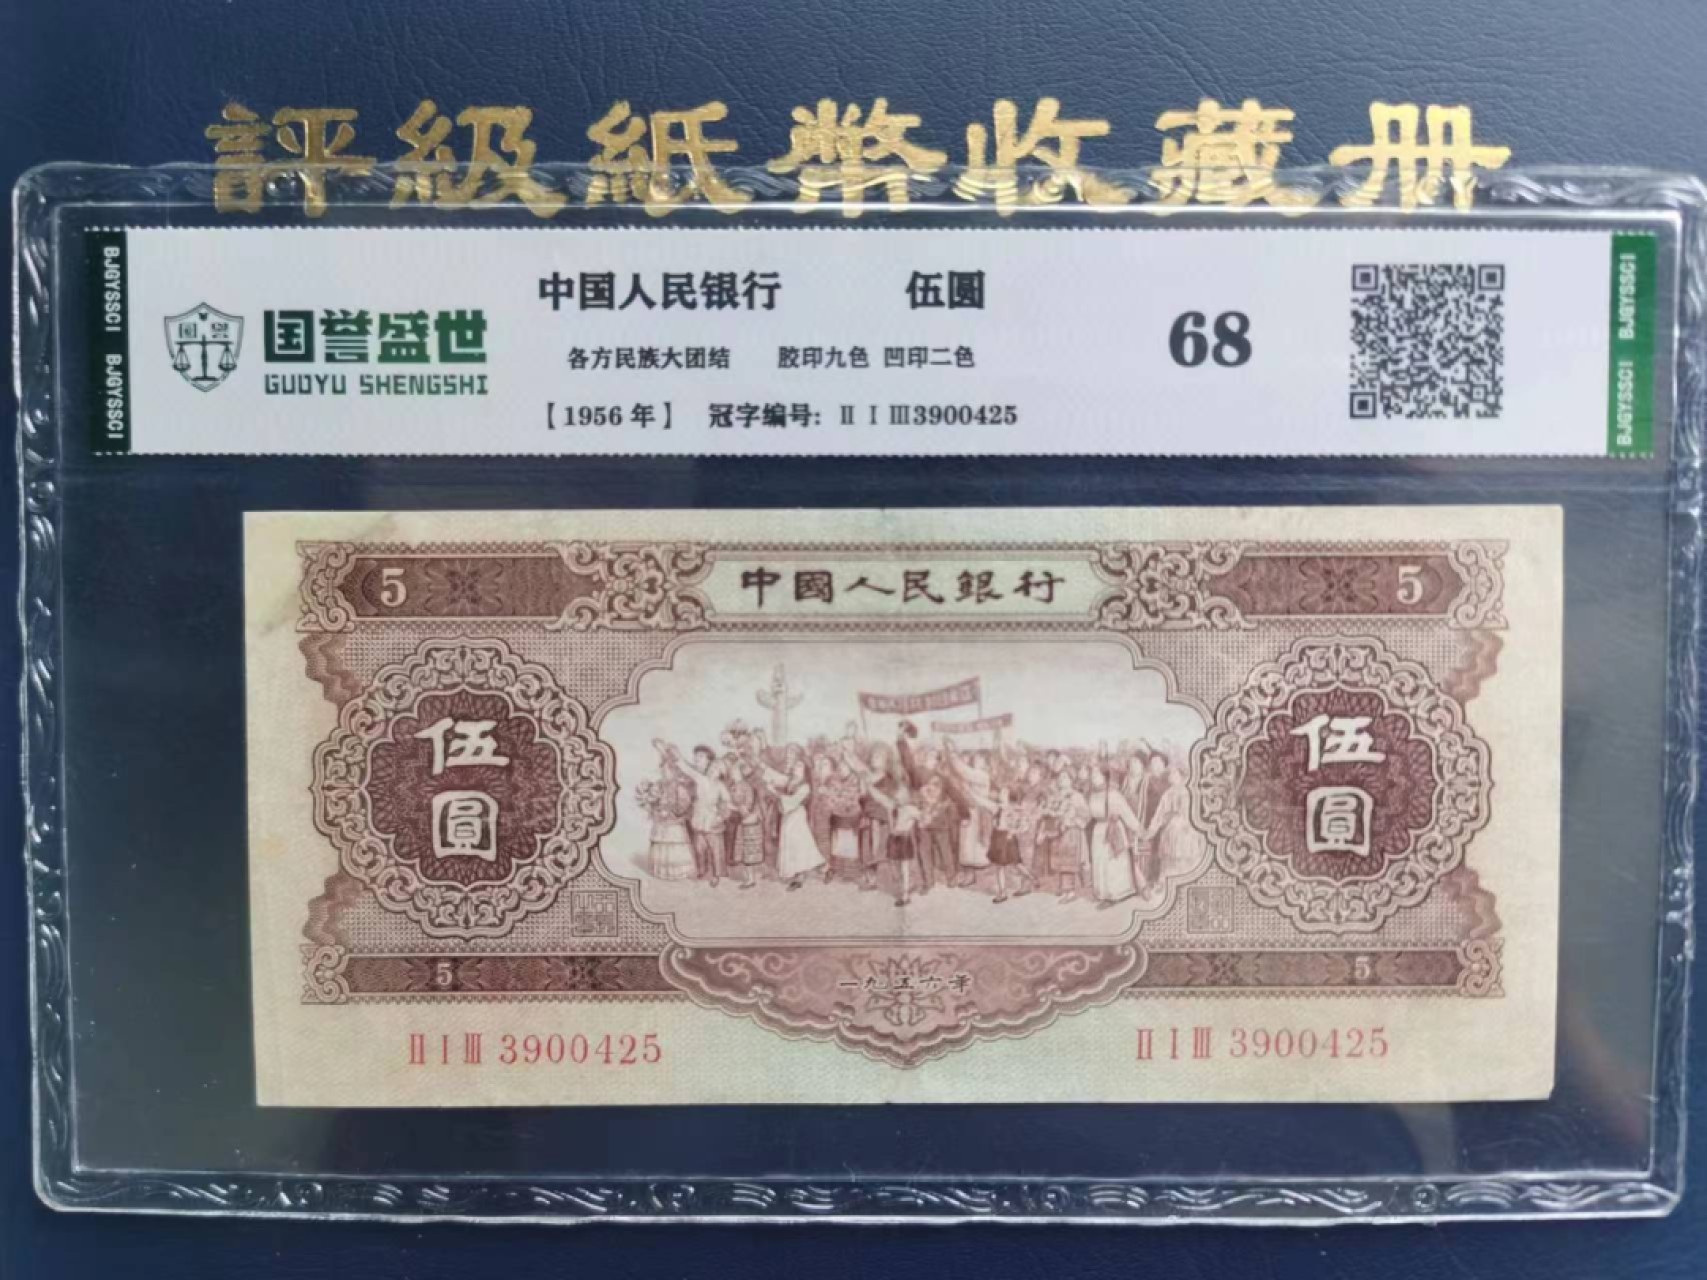 評級紙幣收藏册
BJGYSSCI BJGYSSCI
国誉
国誉盛世
GUOYU SHENGSHI
中国人民银行 伍圆
各方民族大团结 胶印九色 凹印二色
【1956年】 冠字编号: Ⅱ Ⅰ Ⅲ3900425
68
BJGYSSCI BJGYSSCI
5 中國人民銀行 5
伍圓
伍圓
5 一九五六年 5
Ⅱ Ⅰ Ⅲ 3900425
Ⅱ Ⅰ Ⅲ 3900425